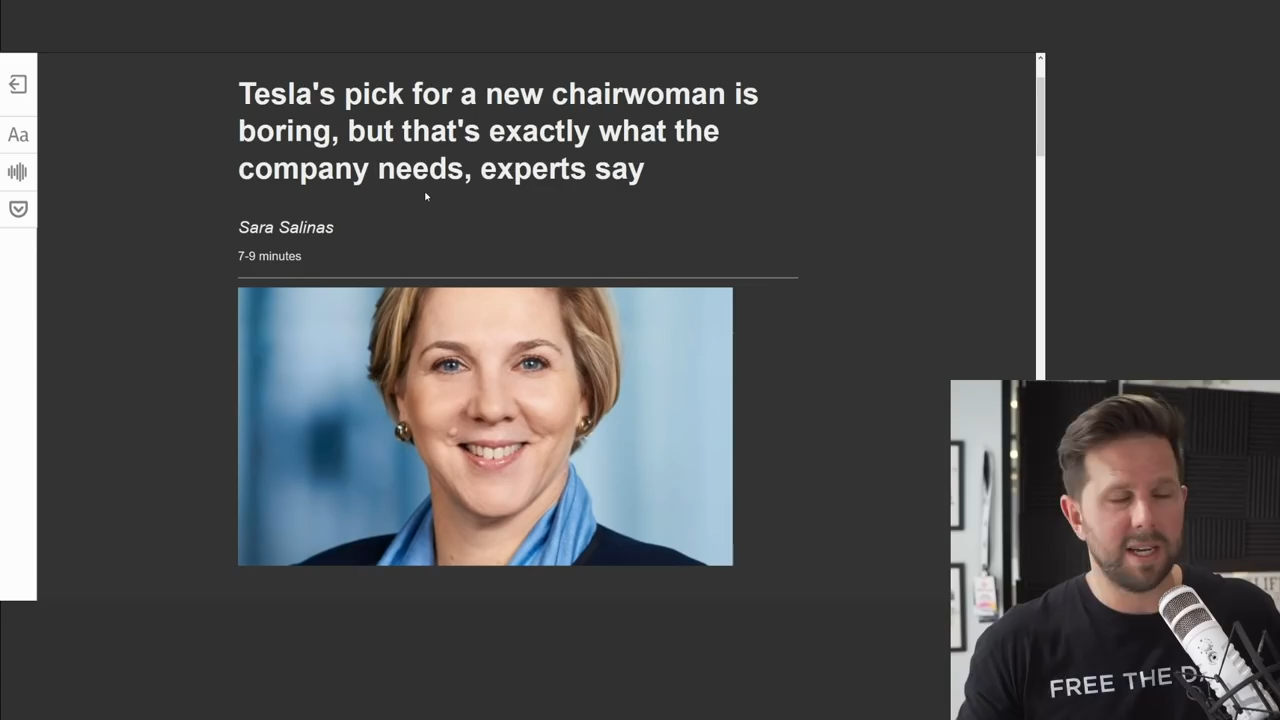 Tesla's pick for a new chairwoman is
boring, but that's exactly what the
company needs, experts say
Sara Salinas
7-9 minutes
Aa
FREE THE D